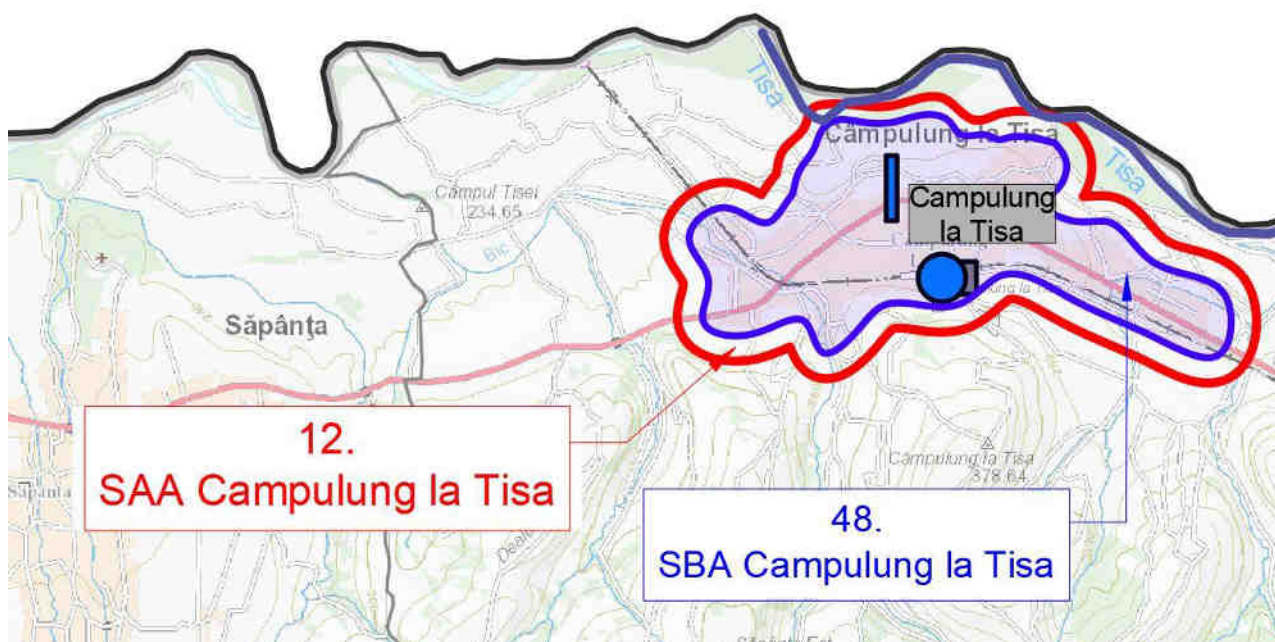 Tisa
Câmpulung la Tisa
Tisa
Câmpul Tisei
234.65
Campulung
la Tisa
Bic
Săpânţa
12.
SAA Campulung la Tisa
Câmpulung la Tisa
378.64
Săpânta
48.
SBA Campulung la Tisa